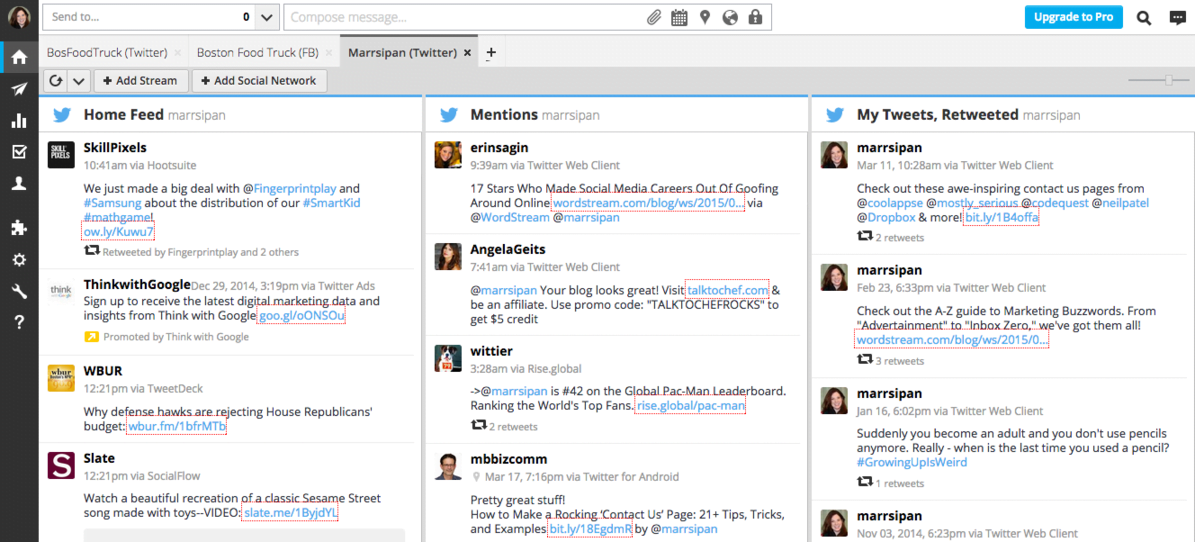 Send to... 0
Compose message...
Upgrade to Pro
BosFoodTruck (Twitter) ×
Boston Food Truck (FB) ×
Marrsipan (Twitter) ×
+
+ Add Stream
+ Add Social Network
Home Feed marrsipan
SKILL PIXELS
SkillPixels
10:41am via Hootsuite
We just made a big deal with @Fingerprintplay and
#Samsung about the distribution of our #SmartKid
#mathgame!
ow.ly/Kuwu7
Retweeted by Fingerprintplay and 2 others
think
ThinkwithGoogle Dec 29, 2014, 3:19pm via Twitter Ads
Sign up to receive the latest digital marketing data and
insights from Think with Google goo.gl/oONSOu
Promoted by Think with Google
wbur
WBUR
12:21pm via TweetDeck
Why defense hawks are rejecting House Republicans'
budget: wbur.fm/1bfrMTb
S
Slate
12:21pm via SocialFlow
Watch a beautiful recreation of a classic Sesame Street
song made with toys--VIDEO: slate.me/1ByjdYL
Mentions marrsipan
erinsagin
9:39am via Twitter Web Client
17 Stars Who Made Social Media Careers Out Of Goofing
Around Online wordstream.com/blog/ws/2015/0... via
@WordStream @marrsipan
AngelaGeits
7:41am via Twitter Web Client
@marrsipan Your blog looks great! Visit talktochef.com &
be an affiliate. Use promo code: "TALKTOCHEFROCKS" to
get $5 credit
wittier
3:28am via Rise.global
->@marrsipan is #42 on the Global Pac-Man Leaderboard.
Ranking the World's Top Fans. rise.global/pac-man
2 retweets
mbbizcomm
Mar 17, 7:16pm via Twitter for Android
Pretty great stuff!
How to Make a Rocking 'Contact Us' Page: 21+ Tips, Tricks,
and Examples bit.ly/18EgdmR by @marrsipan
My Tweets, Retweeted marrsipan
marrsipan
Mar 11, 10:28am via Twitter Web Client
Check out these awe-inspiring contact us pages from
@coolappse @mostly_serious @codequest @neilpatel
@Dropbox & more! bit.ly/1B4offa
2 retweets
marrsipan
Feb 23, 6:33pm via Twitter Web Client
Check out the A-Z guide to Marketing Buzzwords. From
"Advertainment" to "Inbox Zero," we've got them all!
wordstream.com/blog/ws/2015/0...
3 retweets
marrsipan
Jan 16, 6:02pm via Twitter Web Client
Suddenly you become an adult and you don't use pencils
anymore. Really - when is the last time you used a pencil?
#GrowingUpIsWeird
1 retweets
marrsipan
Nov 03, 2014, 6:23pm via Twitter Web Client